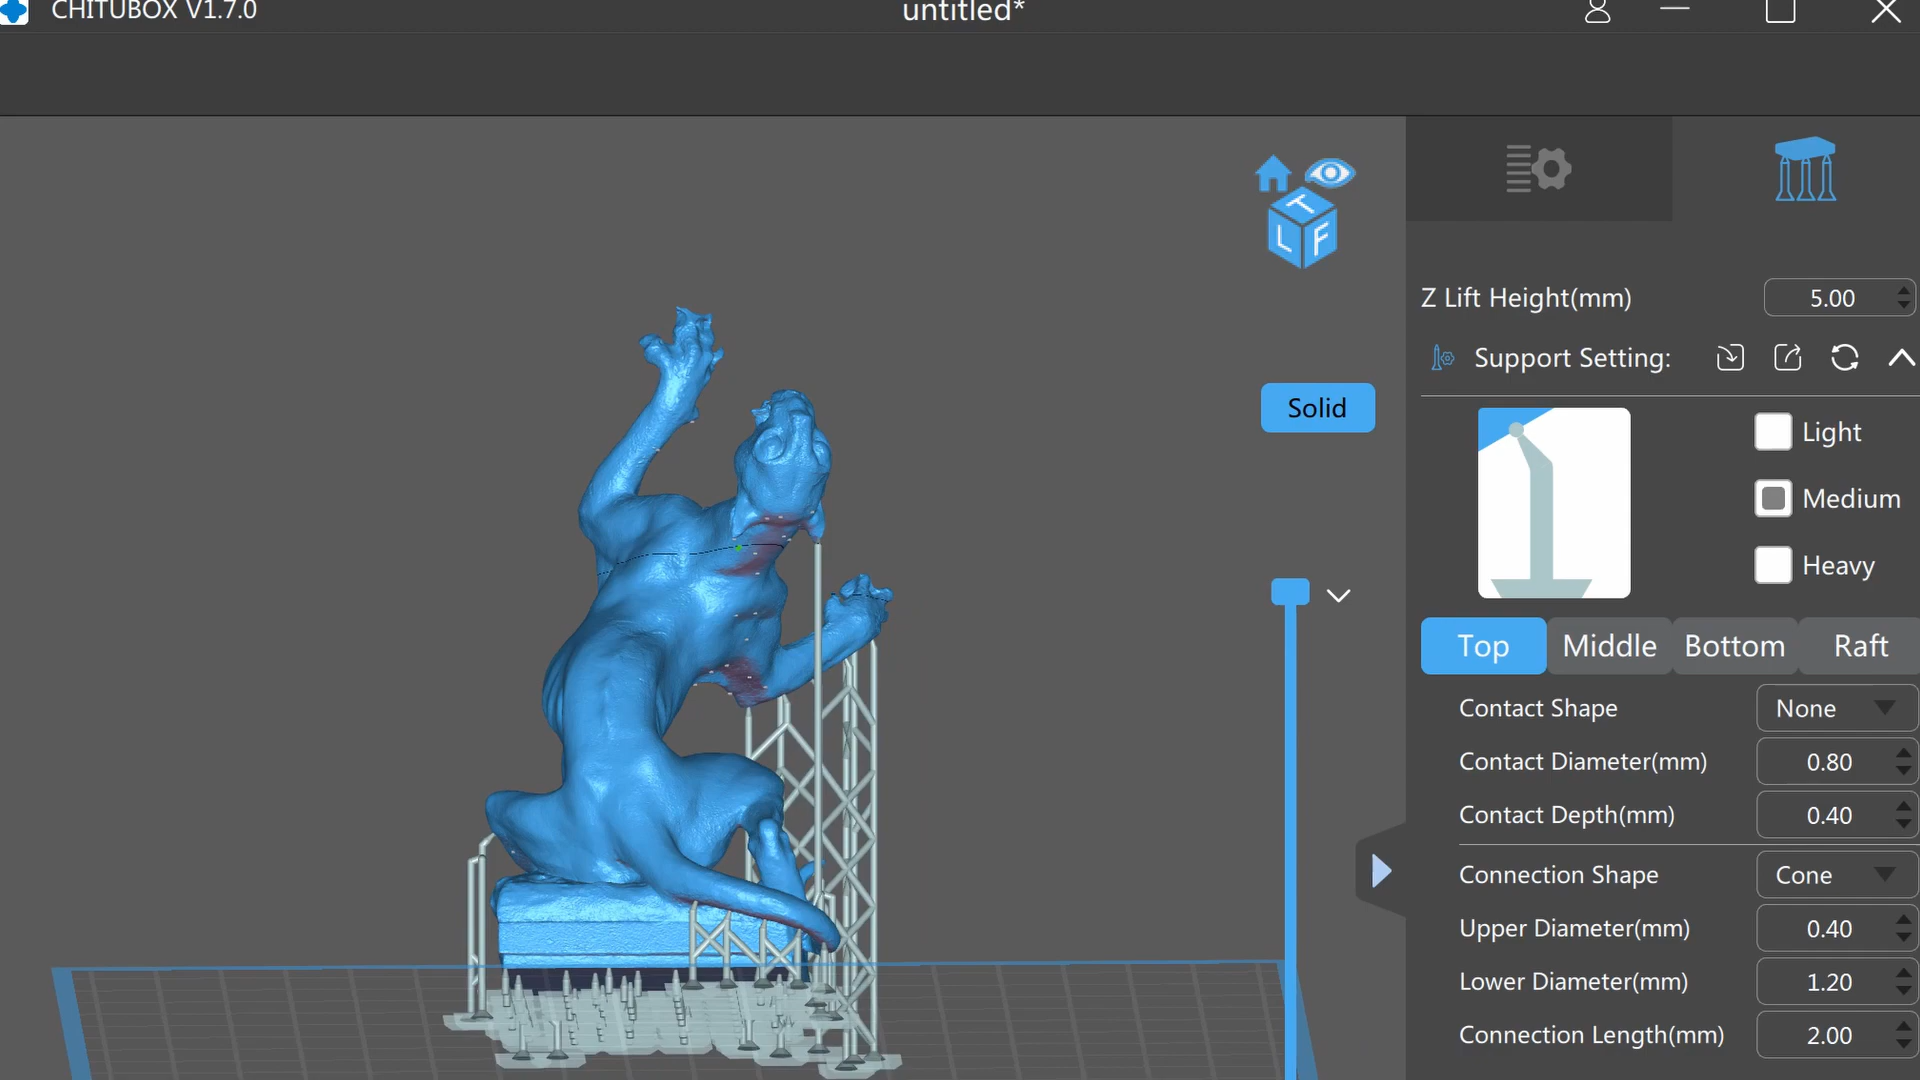 CHITUBOX V1.7.0
untitled*
T
L F
Z Lift Height(mm) 5.00
Support Setting:
Solid
Light
Medium
Heavy
Top Middle Bottom Raft
Contact Shape None
Contact Diameter(mm) 0.80
Contact Depth(mm) 0.40
Connection Shape Cone
Upper Diameter(mm) 0.40
Lower Diameter(mm) 1.20
Connection Length(mm) 2.00